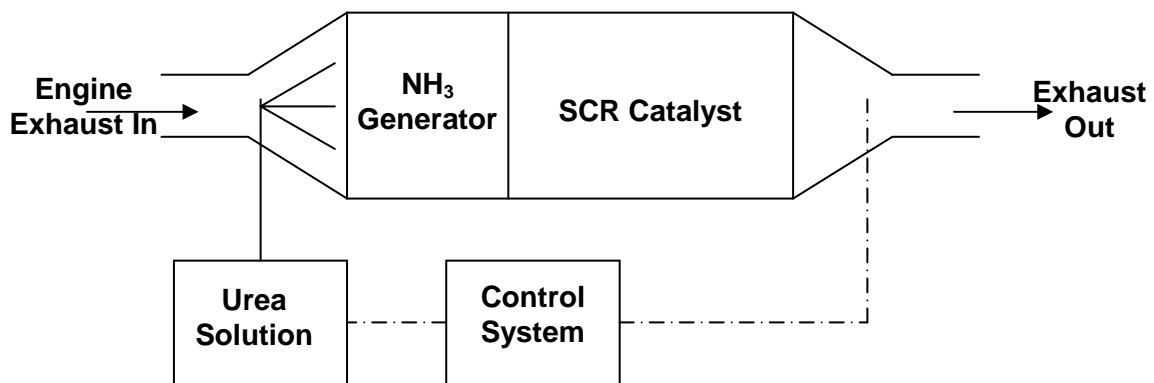 Engine
Exhaust In
NH₃
Generator
SCR Catalyst
Exhaust
Out
Urea
Solution
Control
System